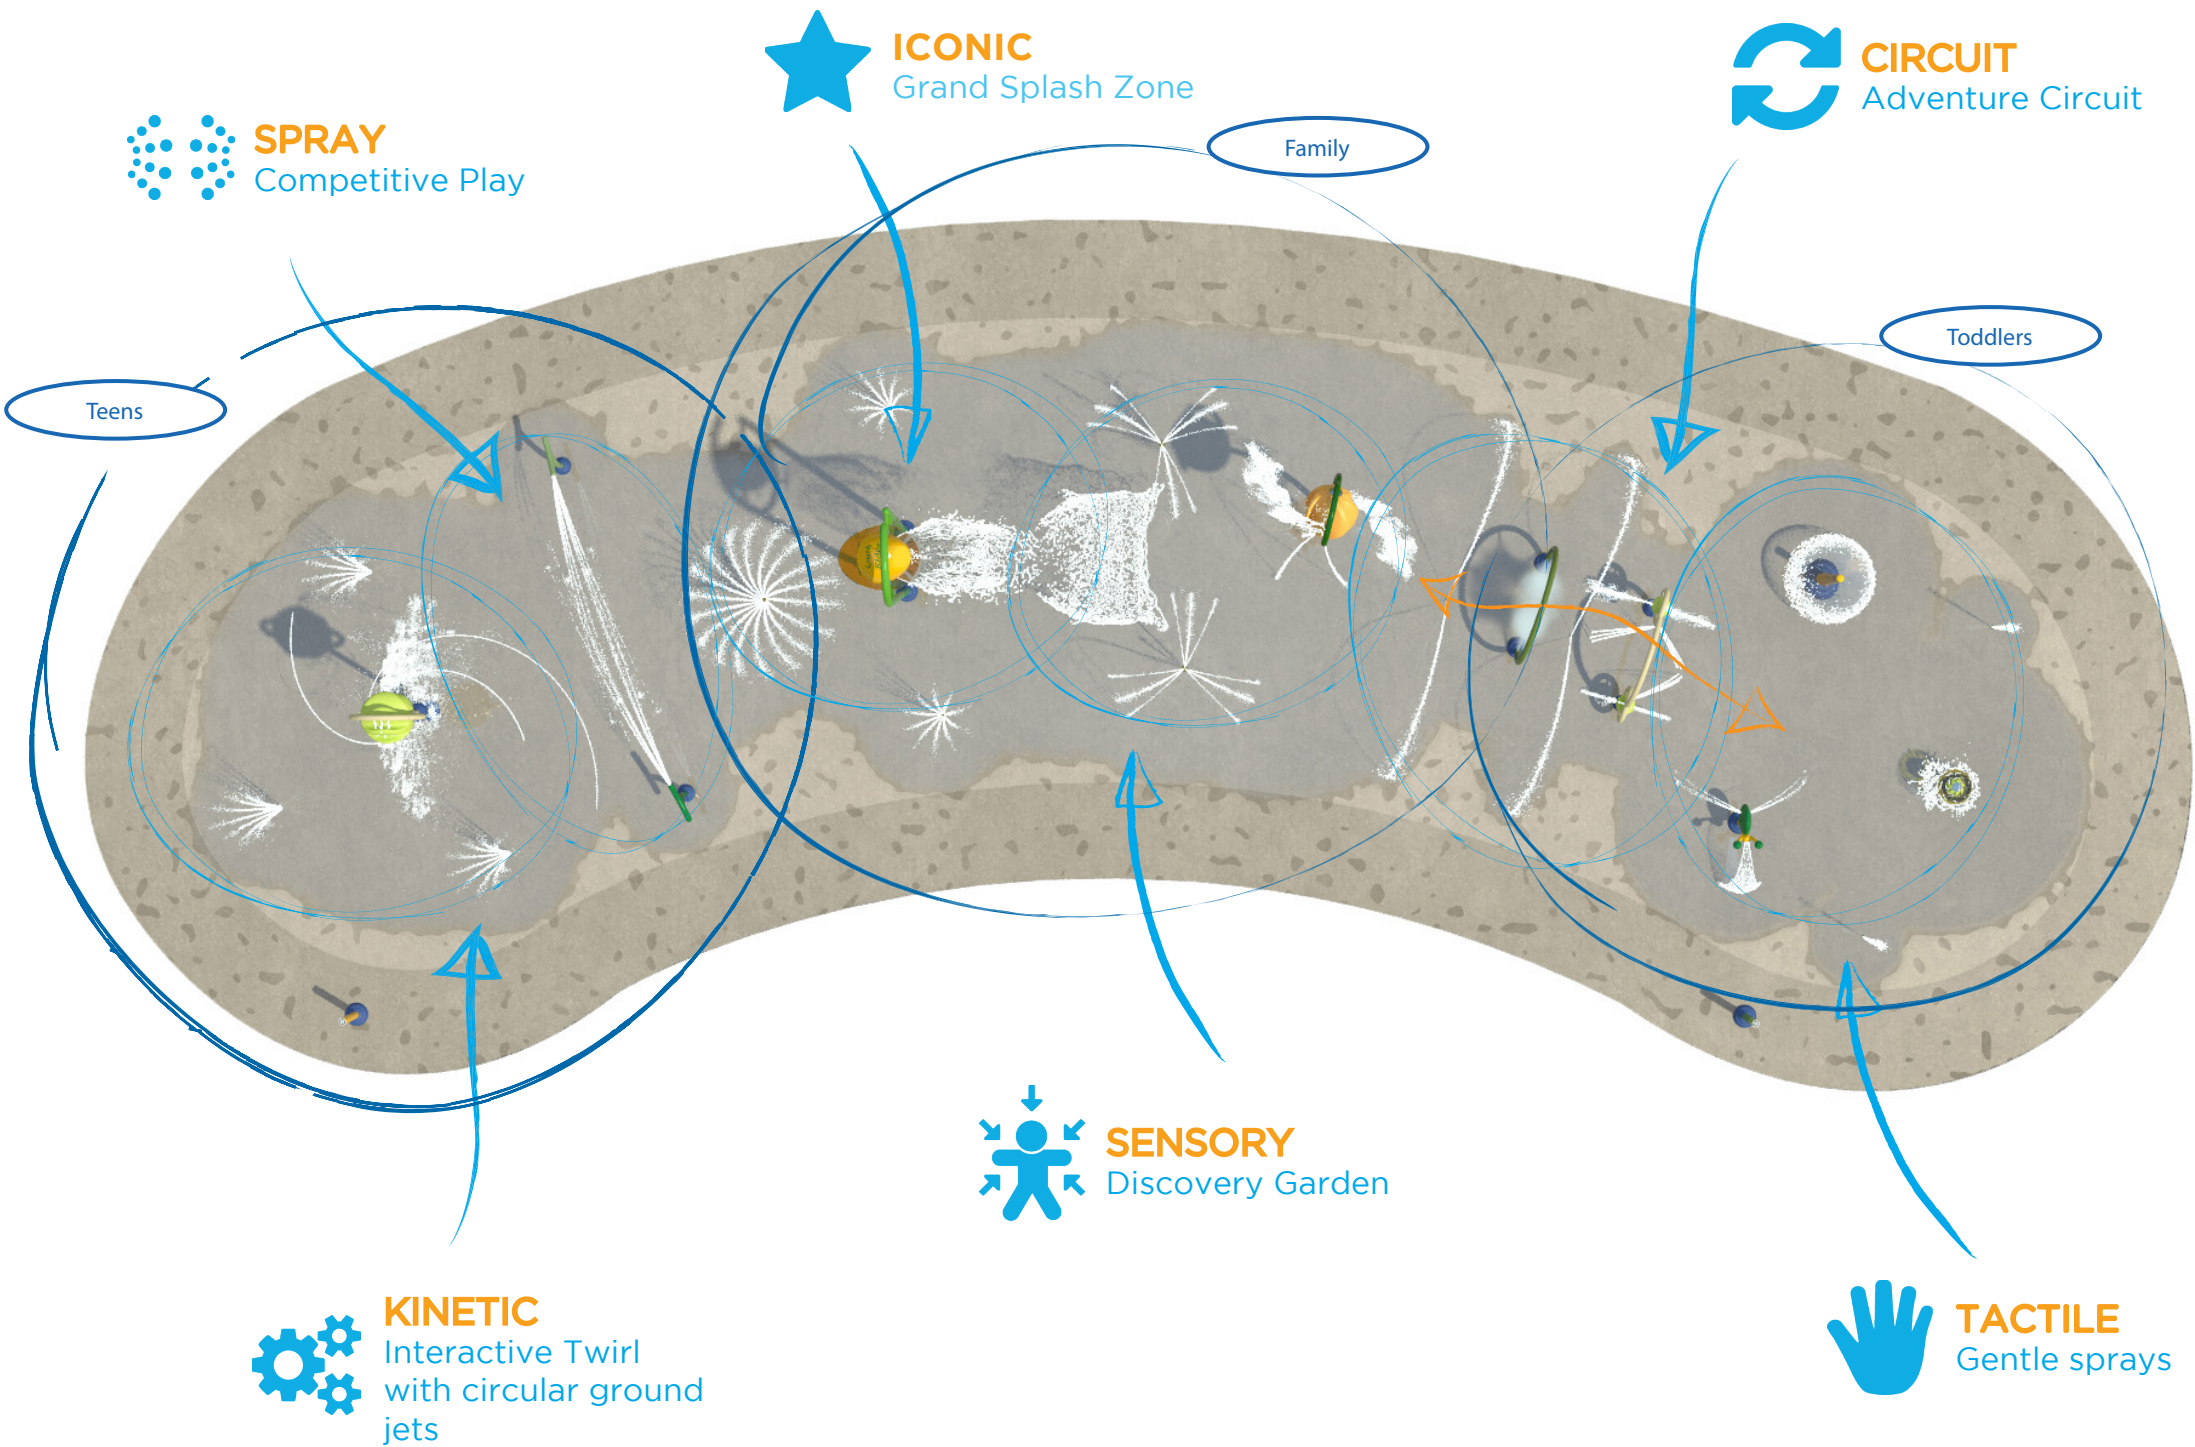 ICONIC
Grand Splash Zone
CIRCUIT
Adventure Circuit
SPRAY
Competitive Play
Family
Toddlers
Teens
SENSORY
Discovery Garden
KINETIC
Interactive Twirl
with circular ground
jets
TACTILE
Gentle sprays